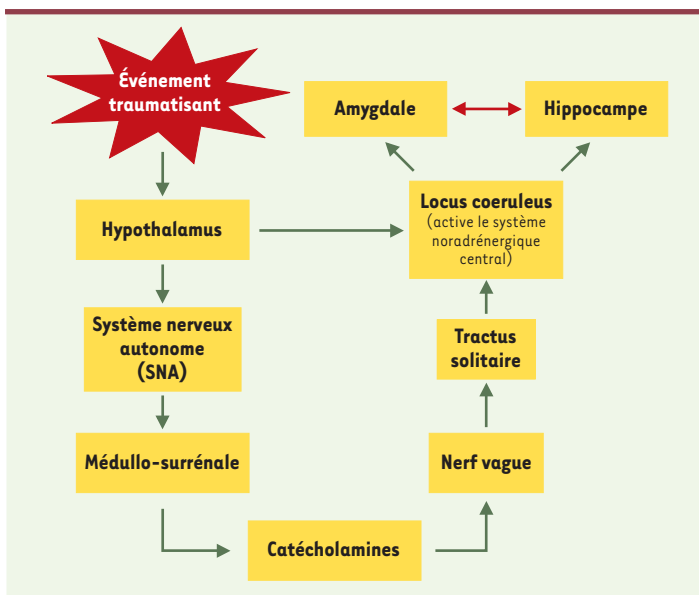 Événement
traumatisant
Amygdale
Hippocampe
Hypothalamus
Locus coeruleus
(active le système
noradrénergique
central)
Système nerveux
autonome
(SNA)
Tractus
solitaire
Médullo-surrénale
Nerf vague
Catécholamines